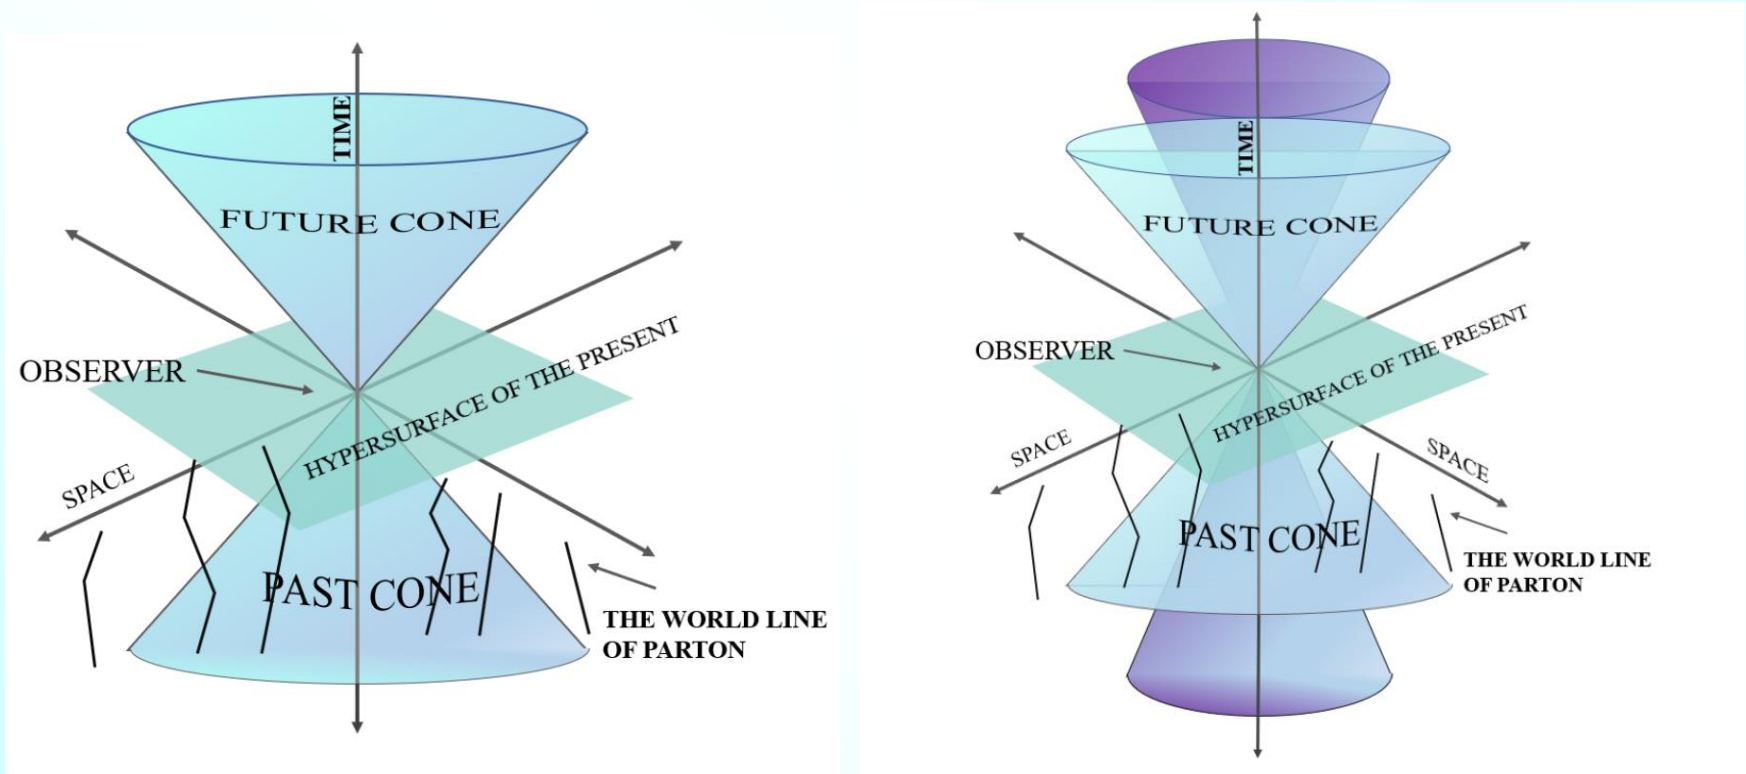 TIME
FUTURE CONE
OBSERVER
HYPERSURFACE OF THE PRESENT
SPACE
PAST CONE
THE WORLD LINE
OF PARTON
TIME
FUTURE CONE
OBSERVER
HYPERSURFACE OF THE PRESENT
SPACE
SPACE
PAST CONE
THE WORLD LINE
OF PARTON